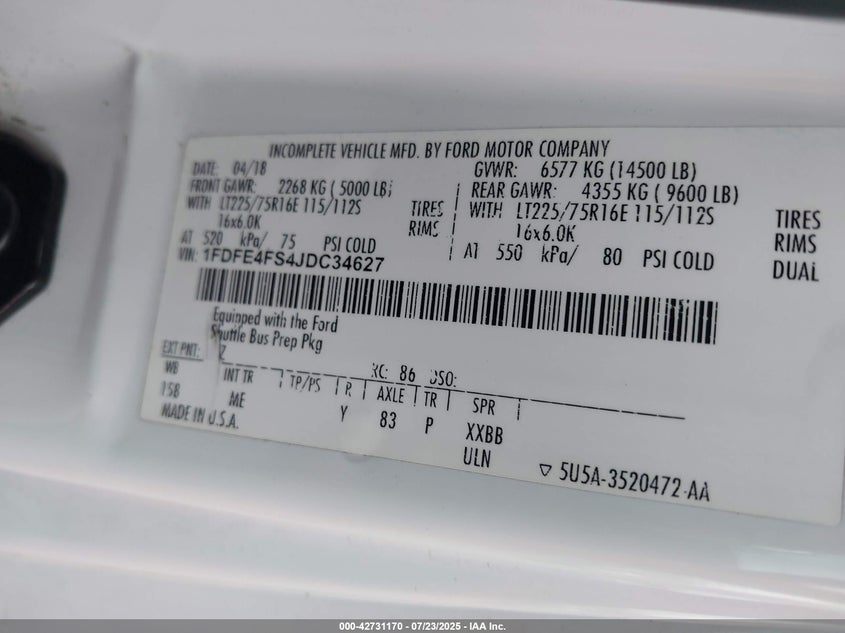 INCOMPLETE VEHICLE MFD. BY FORD MOTOR COMPANY
DATE: 04/18 GVWR: 6577 KG (14500 LB)
FRONT GAWR: 2268 KG ( 5000 LB) REAR GAWR: 4355 KG ( 9600 LB)
WITH LT225/75R16E 115/112S TIRES WITH LT225/75R16E 115/112S TIRES
16x6.0K RIMS 16x6.0K RIMS
AT 520 kPa/ 75 PSI COLD AT 550 kPa/ 80 PSI COLD DUAL
VIN: 1FDFE4FS4JDC34627
Equipped with the Ford
Shuttle Bus Prep Pkg
EXT PNT: RC: 86 DSO:
WB INT TR TP/PS R AXLE TR SPR
158 ME Y 83 P XXBB
MADE IN U.S.A. ULN
5U5A-3520472-AA
000-42731170 | 07/23/2025 - IAA Inc.